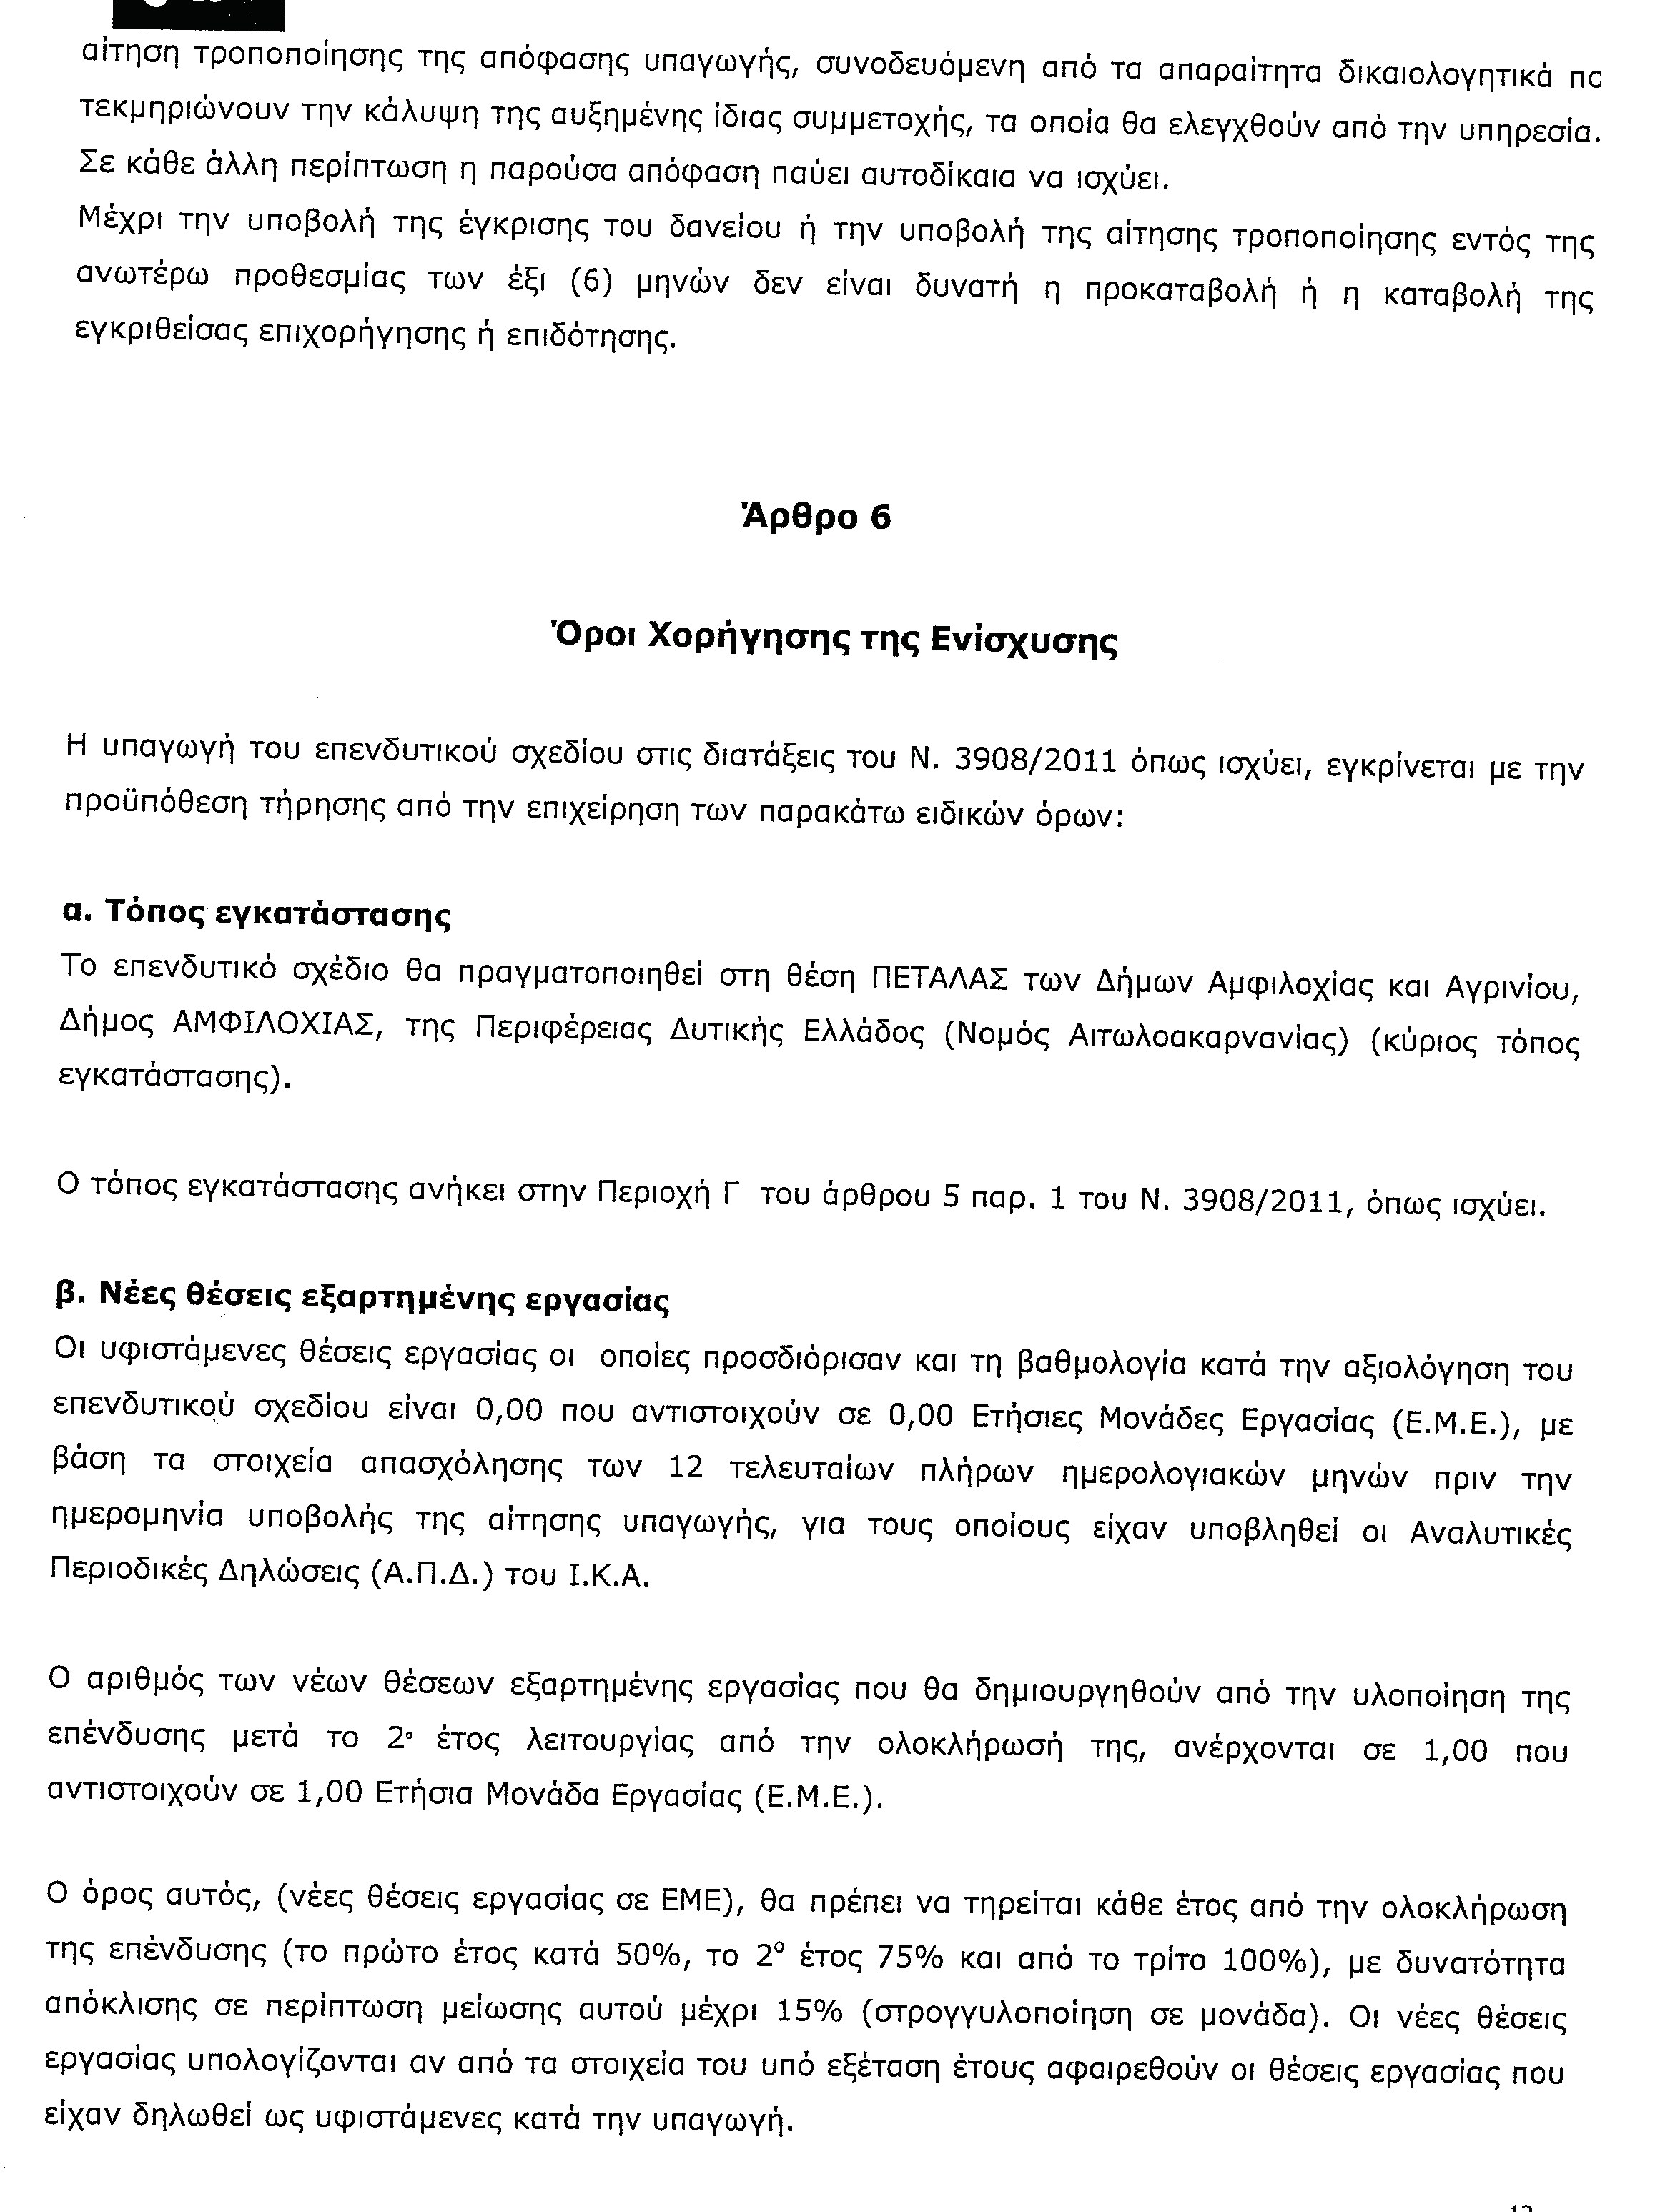 αίτηση τροποποίησης της απόφασης υπαγωγής, συνοδευόμενη από τα απαραίτητα δικαιολογητικά
τεκμηριώνουν την κάλυψη της αυξημένης ίδιας συμμετοχής, τα οποία θα ελεγχθούν από την υπηρεσία.
Σε κάθε άλλη περίπτωση η παρούσα απόφαση παύει αυτοδίκαια να ισχύει.
Μέχρι την υποβολή της έγκρισης του δανείου ή την υποβολή της αίτησης τροποποίησης εντός της
ανωτέρω προθεσμίας των έξι (6) μηνών δεν είναι δυνατή η προκαταβολή ή η καταβολή της
εγκριθείσας επιχορήγησης ή επιδότησης.
Άρθρο 6
Όροι Χορήγησης της Ενίσχυσης
Η υπαγωγή του επενδυτικού σχεδίου στις διατάξεις του Ν. 3908/2011 όπως ισχύει, εγκρίνεται με την
προϋπόθεση τήρησης από την επιχείρηση των παρακάτω ειδικών όρων:
α. Τόπος εγκατάστασης
Το επενδυτικό σχέδιο θα πραγματοποιηθεί στη θέση ΠΕΤΑΛΑΣ των Δήμων Αμφιλοχίας και Αγρινίου,
Δήμος ΑΜΦΙΛΟΧΙΑΣ, της Περιφέρειας Δυτικής Ελλάδος (Νομός Αιτωλοακαρνανίας) (κύριος τόπος
εγκατάστασης).
Ο τόπος εγκατάστασης ανήκει στην Περιοχή Γ του άρθρου 5 παρ. 1 του Ν. 3908/2011, όπως ισχύει.
β. Νέες θέσεις εξαρτημένης εργασίας
Οι υφιστάμενες θέσεις εργασίας οι οποίες προσδιόρισαν και τη βαθμολογία κατά την αξιολόγηση του
επενδυτικού σχεδίου είναι 0,00 που αντιστοιχούν σε 0,00 Ετήσιες Μονάδες Εργασίας (Ε.Μ.Ε.), με
βάση τα στοιχεία απασχόλησης των 12 τελευταίων πλήρων ημερολογιακών μηνών πριν την
ημερομηνία υποβολής της αίτησης υπαγωγής, για τους οποίους είχαν υποβληθεί οι Αναλυτικές
Περιοδικές Δηλώσεις (Α.Π.Δ.) του Ι.Κ.Α.
Ο αριθμός των νέων θέσεων εξαρτημένης εργασίας που θα δημιουργηθούν από την υλοποίηση της
επένδυσης μετά το 2ο έτος λειτουργίας από την ολοκλήρωσή της, ανέρχονται σε 1,00 που
αντιστοιχούν σε 1,00 Ετήσια Μονάδα Εργασίας (Ε.Μ.Ε.).
Ο όρος αυτός, (νέες θέσεις εργασίας σε ΕΜΕ), θα πρέπει να τηρείται κάθε έτος από την ολοκλήρωση
της επένδυσης (το πρώτο έτος κατά 50%, το 2ο έτος 75% και από το τρίτο 100%), με δυνατότητα
απόκλισης σε περίπτωση μείωσης αυτού μέχρι 15% (στρογγυλοποίηση σε μονάδα). Οι νέες θέσεις
εργασίας υπολογίζονται αν από τα στοιχεία του υπό εξέταση έτους αφαιρεθούν οι θέσεις εργασίας που
είχαν δηλωθεί ως υφιστάμενες κατά την υπαγωγή.